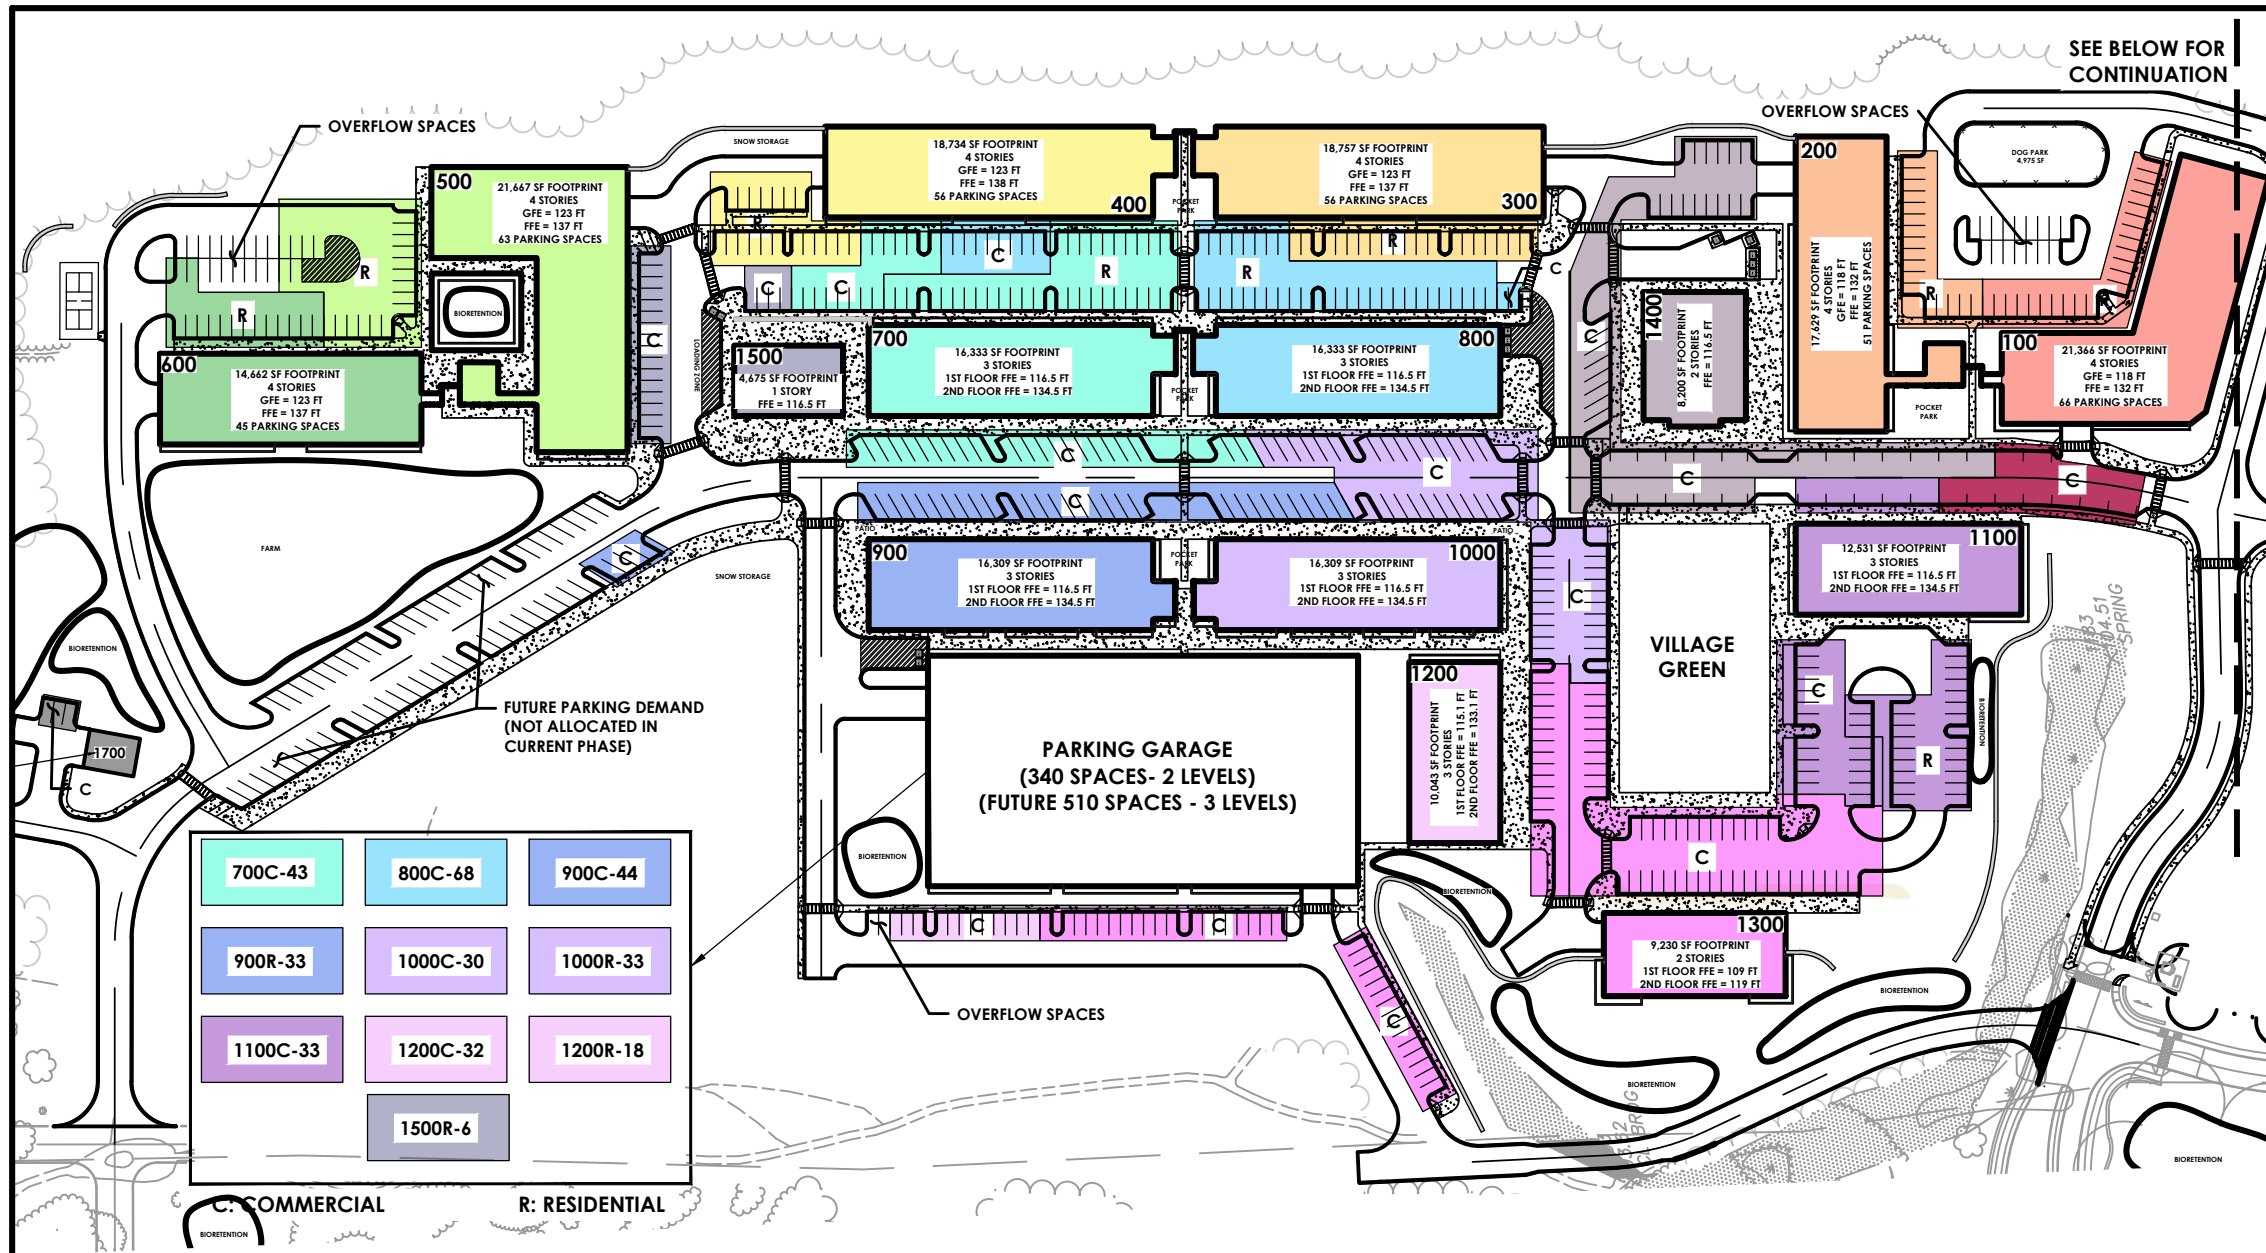 SEE BELOW FOR
CONTINUATION
OVERFLOW SPACES
OVERFLOW SPACES
SNOW STORAGE
18,734 SF FOOTPRINT
4 STORIES
GFE = 123 FT
FFE = 138 FT
56 PARKING SPACES
400
POCKET
PARK
18,757 SF FOOTPRINT
4 STORIES
GFE = 123 FT
FFE = 137 FT
56 PARKING SPACES
300
200
17,629 SF FOOTPRINT
4 STORIES
GFE = 118 FT
FFE = 132 FT
51 PARKING SPACES
DOG PARK
4,975 SF
500
21,667 SF FOOTPRINT
4 STORIES
GFE = 123 FT
FFE = 137 FT
63 PARKING SPACES
R
R
C
R
R
C
R
C
C
C
R
R
BIORETENTION
C
LOADING ZONE
C
600
14,662 SF FOOTPRINT
4 STORIES
GFE = 123 FT
FFE = 137 FT
45 PARKING SPACES
1500
4,675 SF FOOTPRINT
1 STORY
FFE = 116.5 FT
PATIO
700
16,333 SF FOOTPRINT
3 STORIES
1ST FLOOR FFE = 116.5 FT
2ND FLOOR FFE = 134.5 FT
POCKET
PARK
800
16,333 SF FOOTPRINT
3 STORIES
1ST FLOOR FFE = 116.5 FT
2ND FLOOR FFE = 134.5 FT
1400
8,200 SF FOOTPRINT
2 STORIES
FFE = 116.5 FT
100
21,366 SF FOOTPRINT
4 STORIES
GFE = 118 FT
FFE = 132 FT
66 PARKING SPACES
POCKET
PARK
R
C
C
C
C
C
FARM
C
SNOW STORAGE
PATIO
PATIO
900
16,309 SF FOOTPRINT
3 STORIES
1ST FLOOR FFE = 116.5 FT
2ND FLOOR FFE = 134.5 FT
POCKET
PARK
1000
16,309 SF FOOTPRINT
3 STORIES
1ST FLOOR FFE = 116.5 FT
2ND FLOOR FFE = 134.5 FT
C
1100
12,531 SF FOOTPRINT
3 STORIES
1ST FLOOR FFE = 116.5 FT
2ND FLOOR FFE = 134.5 FT
SPRING
BIORETENTION
VILLAGE
GREEN
C
R
BIORETENTION
1200
10,043 SF FOOTPRINT
3 STORIES
1ST FLOOR FFE = 115.1 FT
2ND FLOOR FFE = 133.1 FT
FUTURE PARKING DEMAND
(NOT ALLOCATED IN
CURRENT PHASE)
1700
C
PARKING GARAGE
(340 SPACES- 2 LEVELS)
(FUTURE 510 SPACES - 3 LEVELS)
BIORETENTION
BIORETENTION
C
C
C
1300
9,230 SF FOOTPRINT
2 STORIES
1ST FLOOR FFE = 109 FT
2ND FLOOR FFE = 119 FT
700C-43
800C-68
900C-44
900R-33
1000C-30
1000R-33
1100C-33
1200C-32
1200R-18
1500R-6
C: COMMERCIAL
R: RESIDENTIAL
OVERFLOW SPACES
C
BIORETENTION
BIORETENTION
BIORETENTION
BIORETENTION